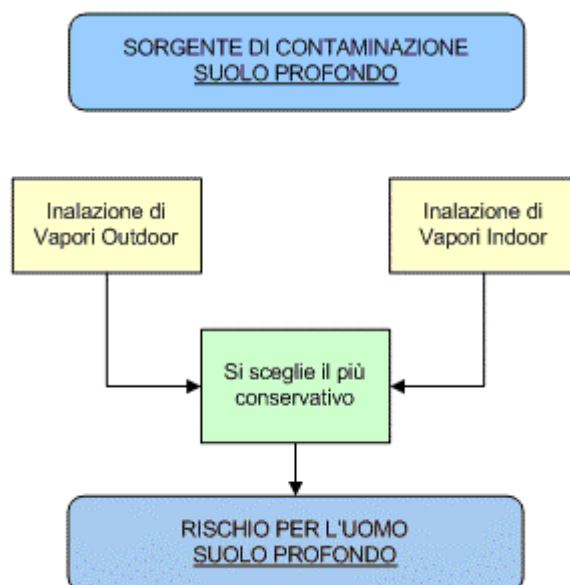 SORGENTE DI CONTAMINAZIONE
SUOLO PROFONDO
Inalazione di
Vapori Outdoor
Inalazione di
Vapori Indoor
Si sceglie il più
conservativo
RISCHIO PER L'UOMO
SUOLO PROFONDO